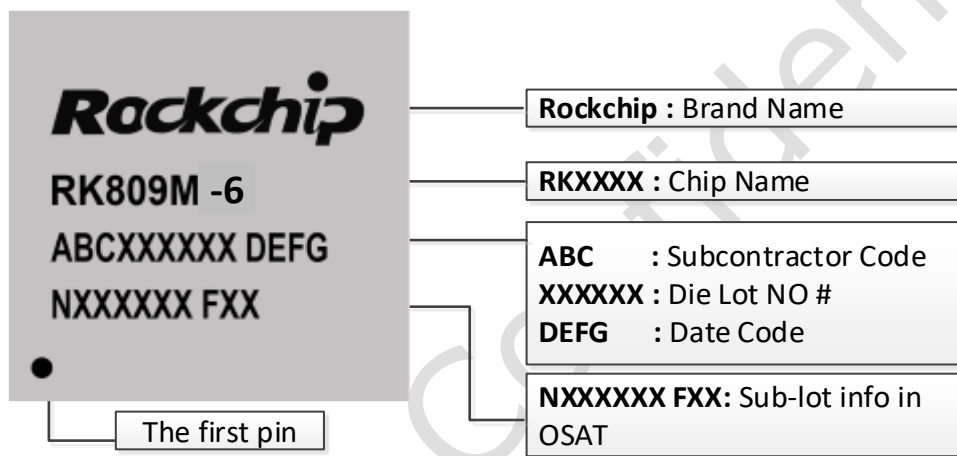 Rockchip
RK809M -6
ABCXXXXXX DEFG
NXXXXXX FXX
The first pin
Rockchip : Brand Name
RKXXXX : Chip Name
ABC : Subcontractor Code
XXXXXX : Die Lot NO #
DEFG : Date Code
NXXXXXX FXX: Sub-lot info in
OSAT